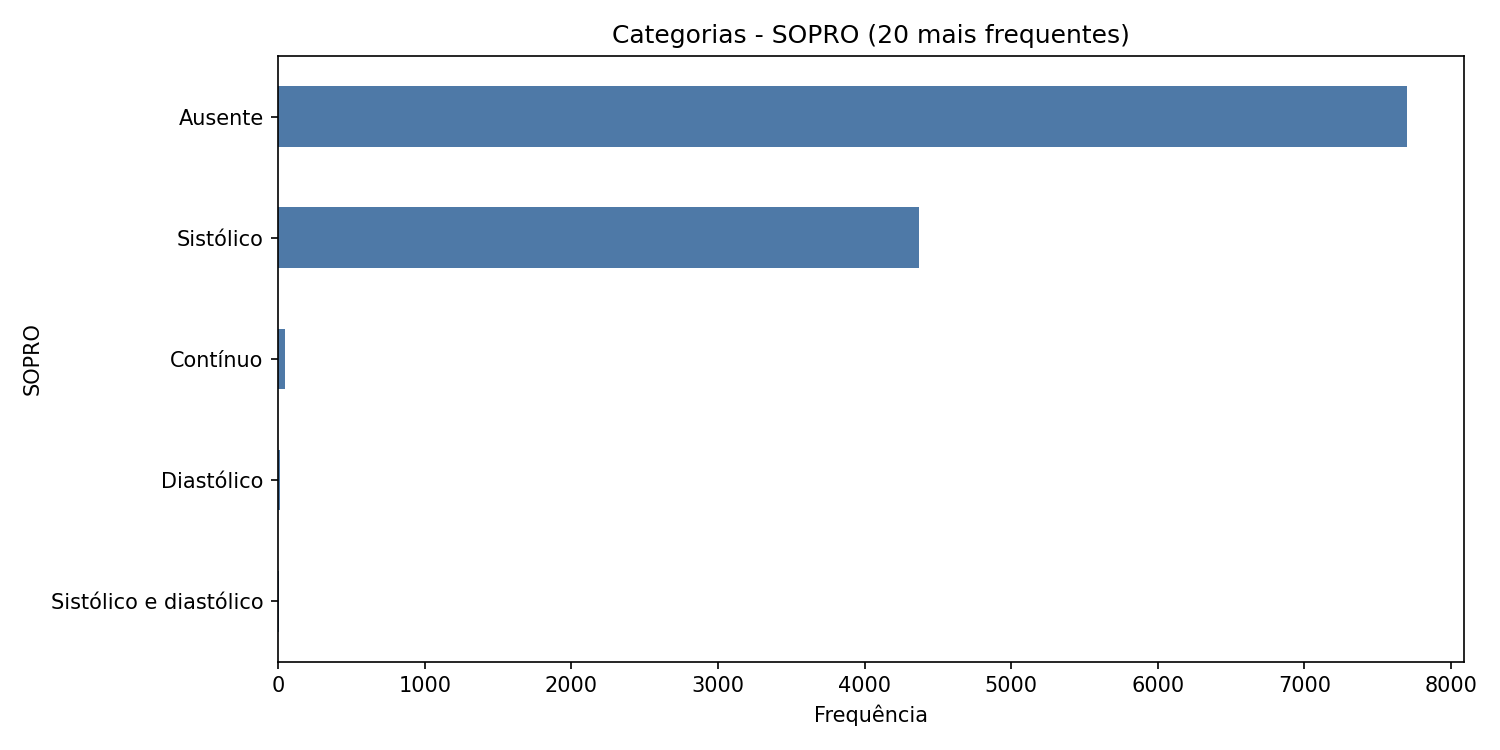 Categorias - SOPRO (20 mais frequentes)
SOPRO
Ausente
Sistólico
Contínuo
Diastólico
Sistólico e diastólico
0 1000 2000 3000 4000 5000 6000 7000 8000
Frequência